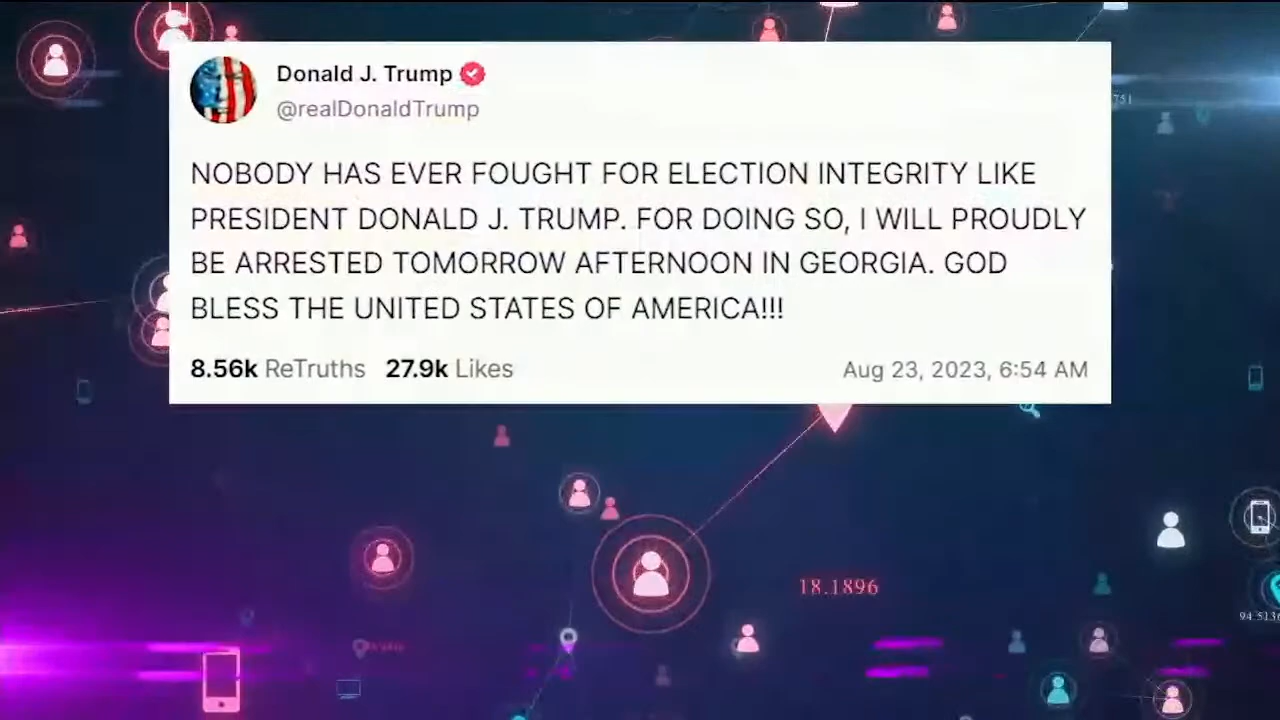 Donald J. Trump
@realDonaldTrump
NOBODY HAS EVER FOUGHT FOR ELECTION INTEGRITY LIKE
PRESIDENT DONALD J. TRUMP. FOR DOING SO, I WILL PROUDLY
BE ARRESTED TOMORROW AFTERNOON IN GEORGIA. GOD
BLESS THE UNITED STATES OF AMERICA!!!
8.56k ReTruths 27.9k Likes Aug 23, 2023, 6:54 AM
18.1896